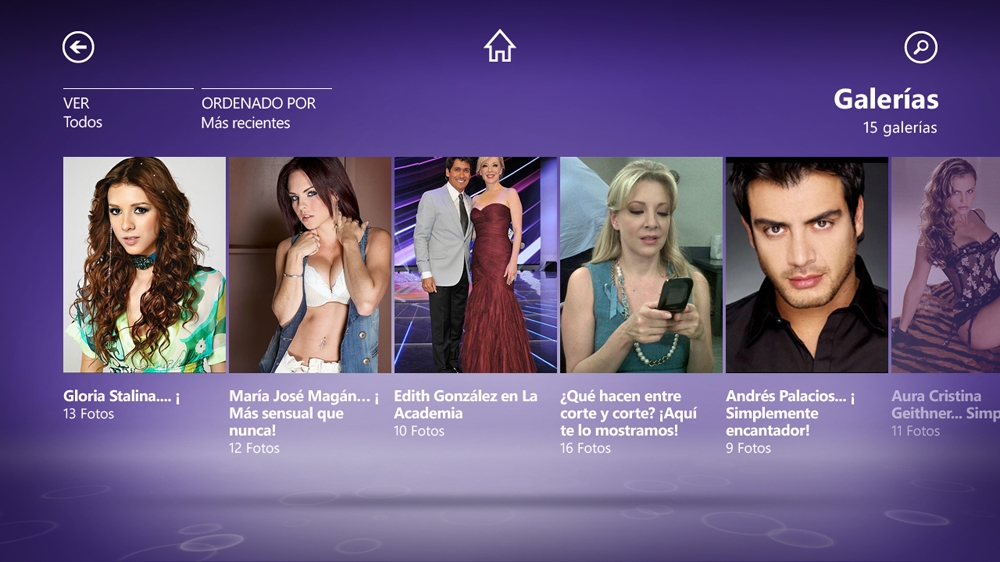 VER
Todos
ORDENADO POR
Más recientes
Galerías
15 galerías
Gloria Stalina.... ¡
13 Fotos
María José Magán... ¡
Más sensual que
nunca!
12 Fotos
Edith González en La
Academia
10 Fotos
¿Qué hacen entre
corte y corte? ¡Aquí
te lo mostramos!
16 Fotos
Andrés Palacios... ¡
Simplemente
encantador!
9 Fotos
Aura Cristina
Geithner... Simp
11 Fotos